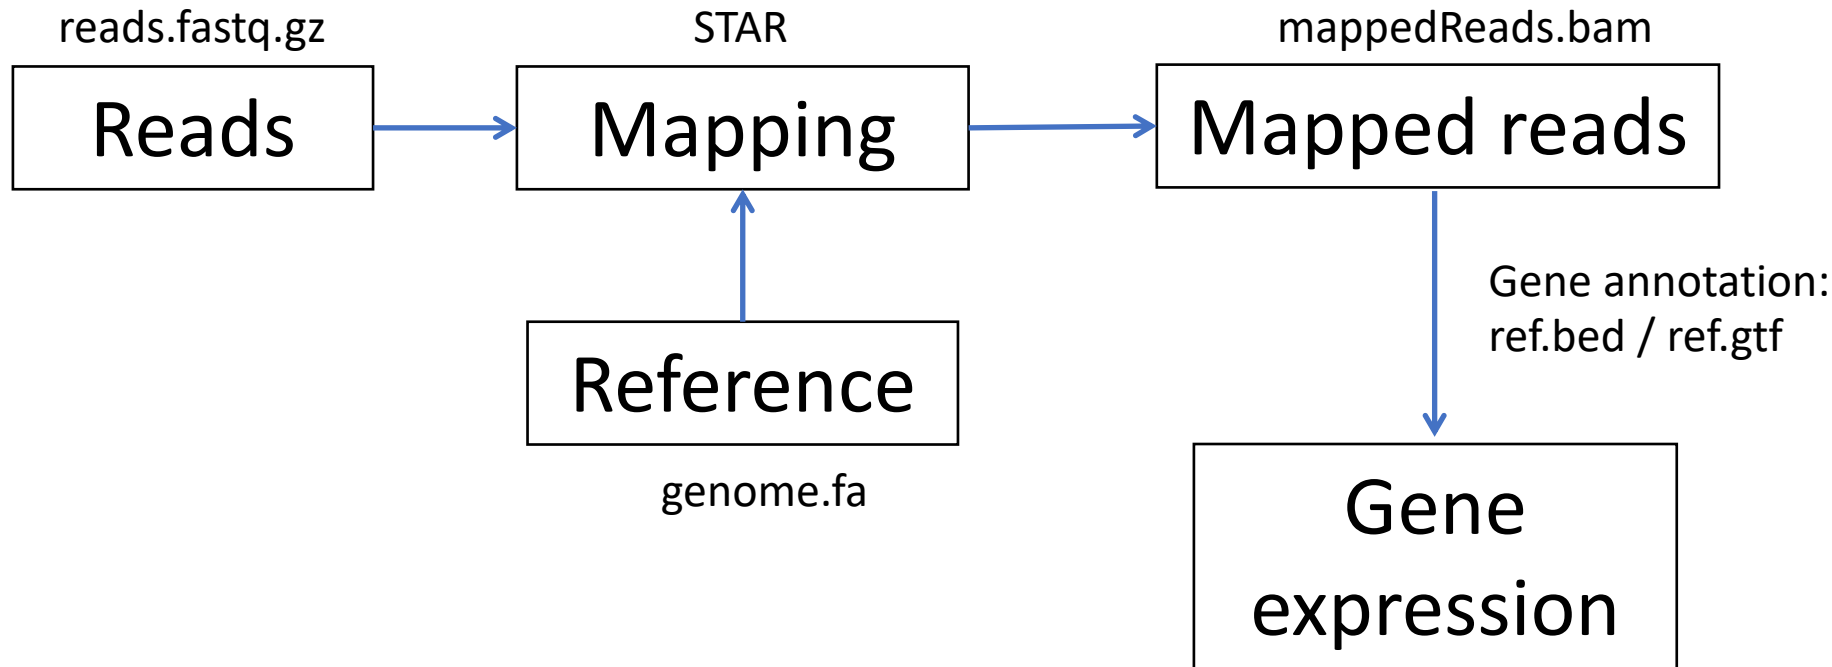 reads.fastq.gz
STAR
mappedReads.bam
Reads
Mapping
Mapped reads
Gene annotation:
ref.bed / ref.gtf
Reference
genome.fa
Gene
expression